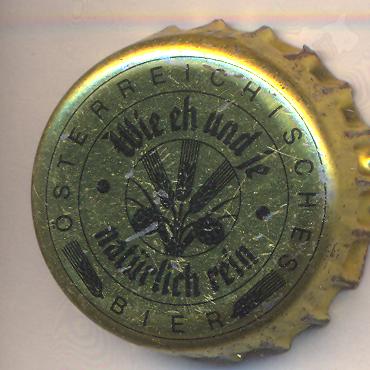 ÖSTERREICHISCHES
Wie eh und je
natürlich rein
BIER